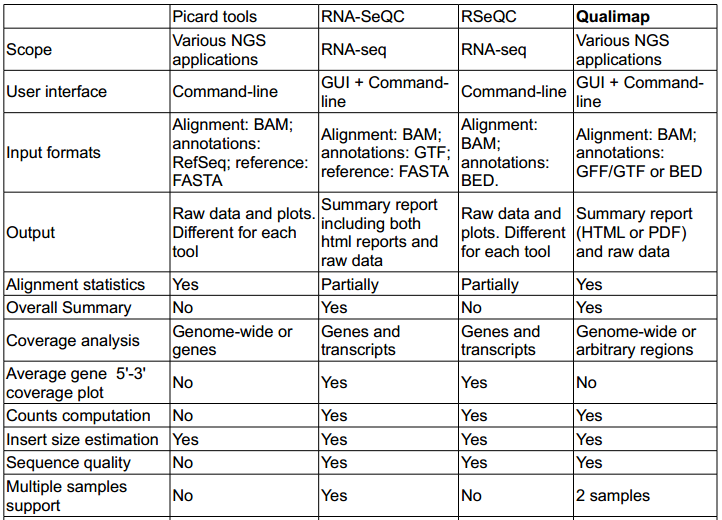 Picard tools RNA-SeQC RSeQC Qualimap
Scope
Various NGS
applications
RNA-seq
RNA-seq
Various NGS
applications
User interface
Command-line
GUI + Command-
line
Command-line
GUI + Command-
line
Input formats
Alignment: BAM;
annotations:
RefSeq; reference:
FASTA
Alignment: BAM;
annotations: GTF;
reference: FASTA
Alignment:
BAM;
annotations:
BED.
Alignment: BAM;
annotations:
GFF/GTF or BED
Output
Raw data and plots.
Different for each
tool
Summary report
including both
html reports and
raw data
Raw data and
plots. Different
for each tool
Summary report
(HTML or PDF)
and raw data
Alignment statistics Yes Partially Partially Yes
Overall Summary No Yes No Yes
Coverage analysis
Genome-wide or
genes
Genes and
transcripts
Genes and
transcripts
Genome-wide or
arbitrary regions
Average gene 5'-3'
coverage plot
No Yes Yes No
Counts computation No Yes Yes Yes
Insert size estimation Yes Yes Yes Yes
Sequence quality No Yes Yes Yes
Multiple samples
support
No Yes No 2 samples